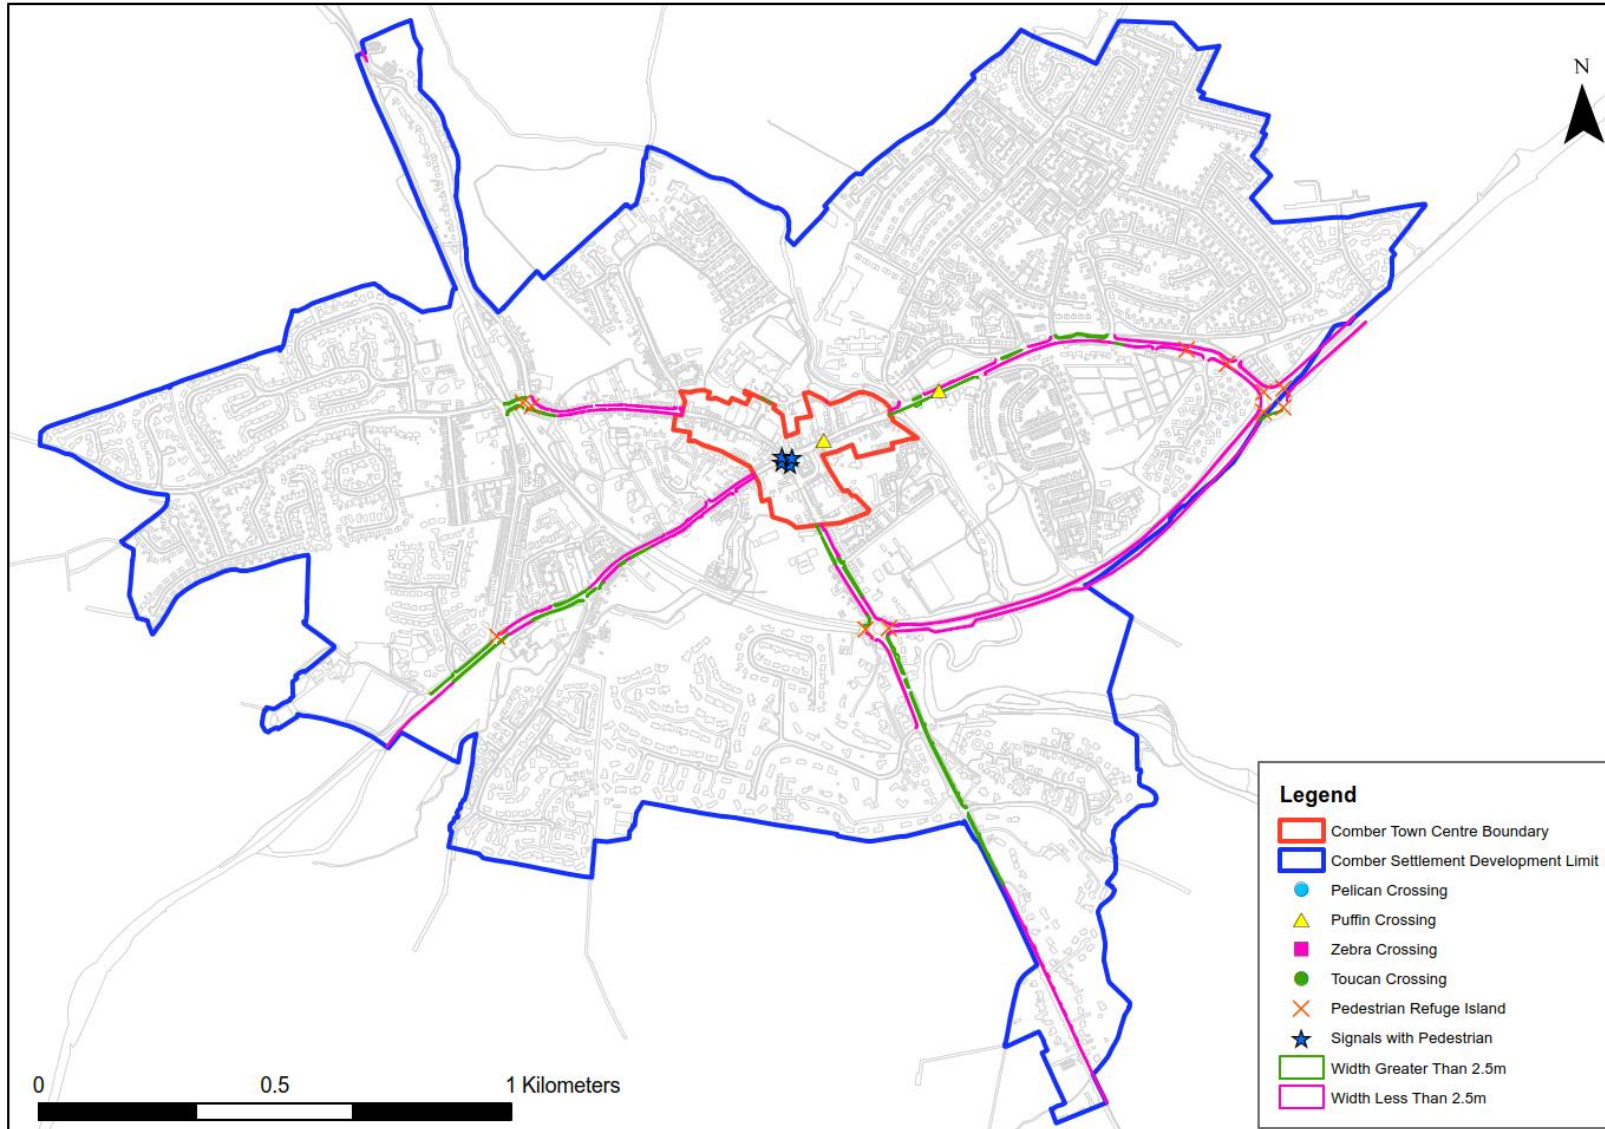 N
Legend
Comber Town Centre Boundary
Comber Settlement Development Limit
Pelican Crossing
Puffin Crossing
Zebra Crossing
Toucan Crossing
Pedestrian Refuge Island
Signals with Pedestrian
Width Greater Than 2.5m
Width Less Than 2.5m
0 0.5 1 Kilometers